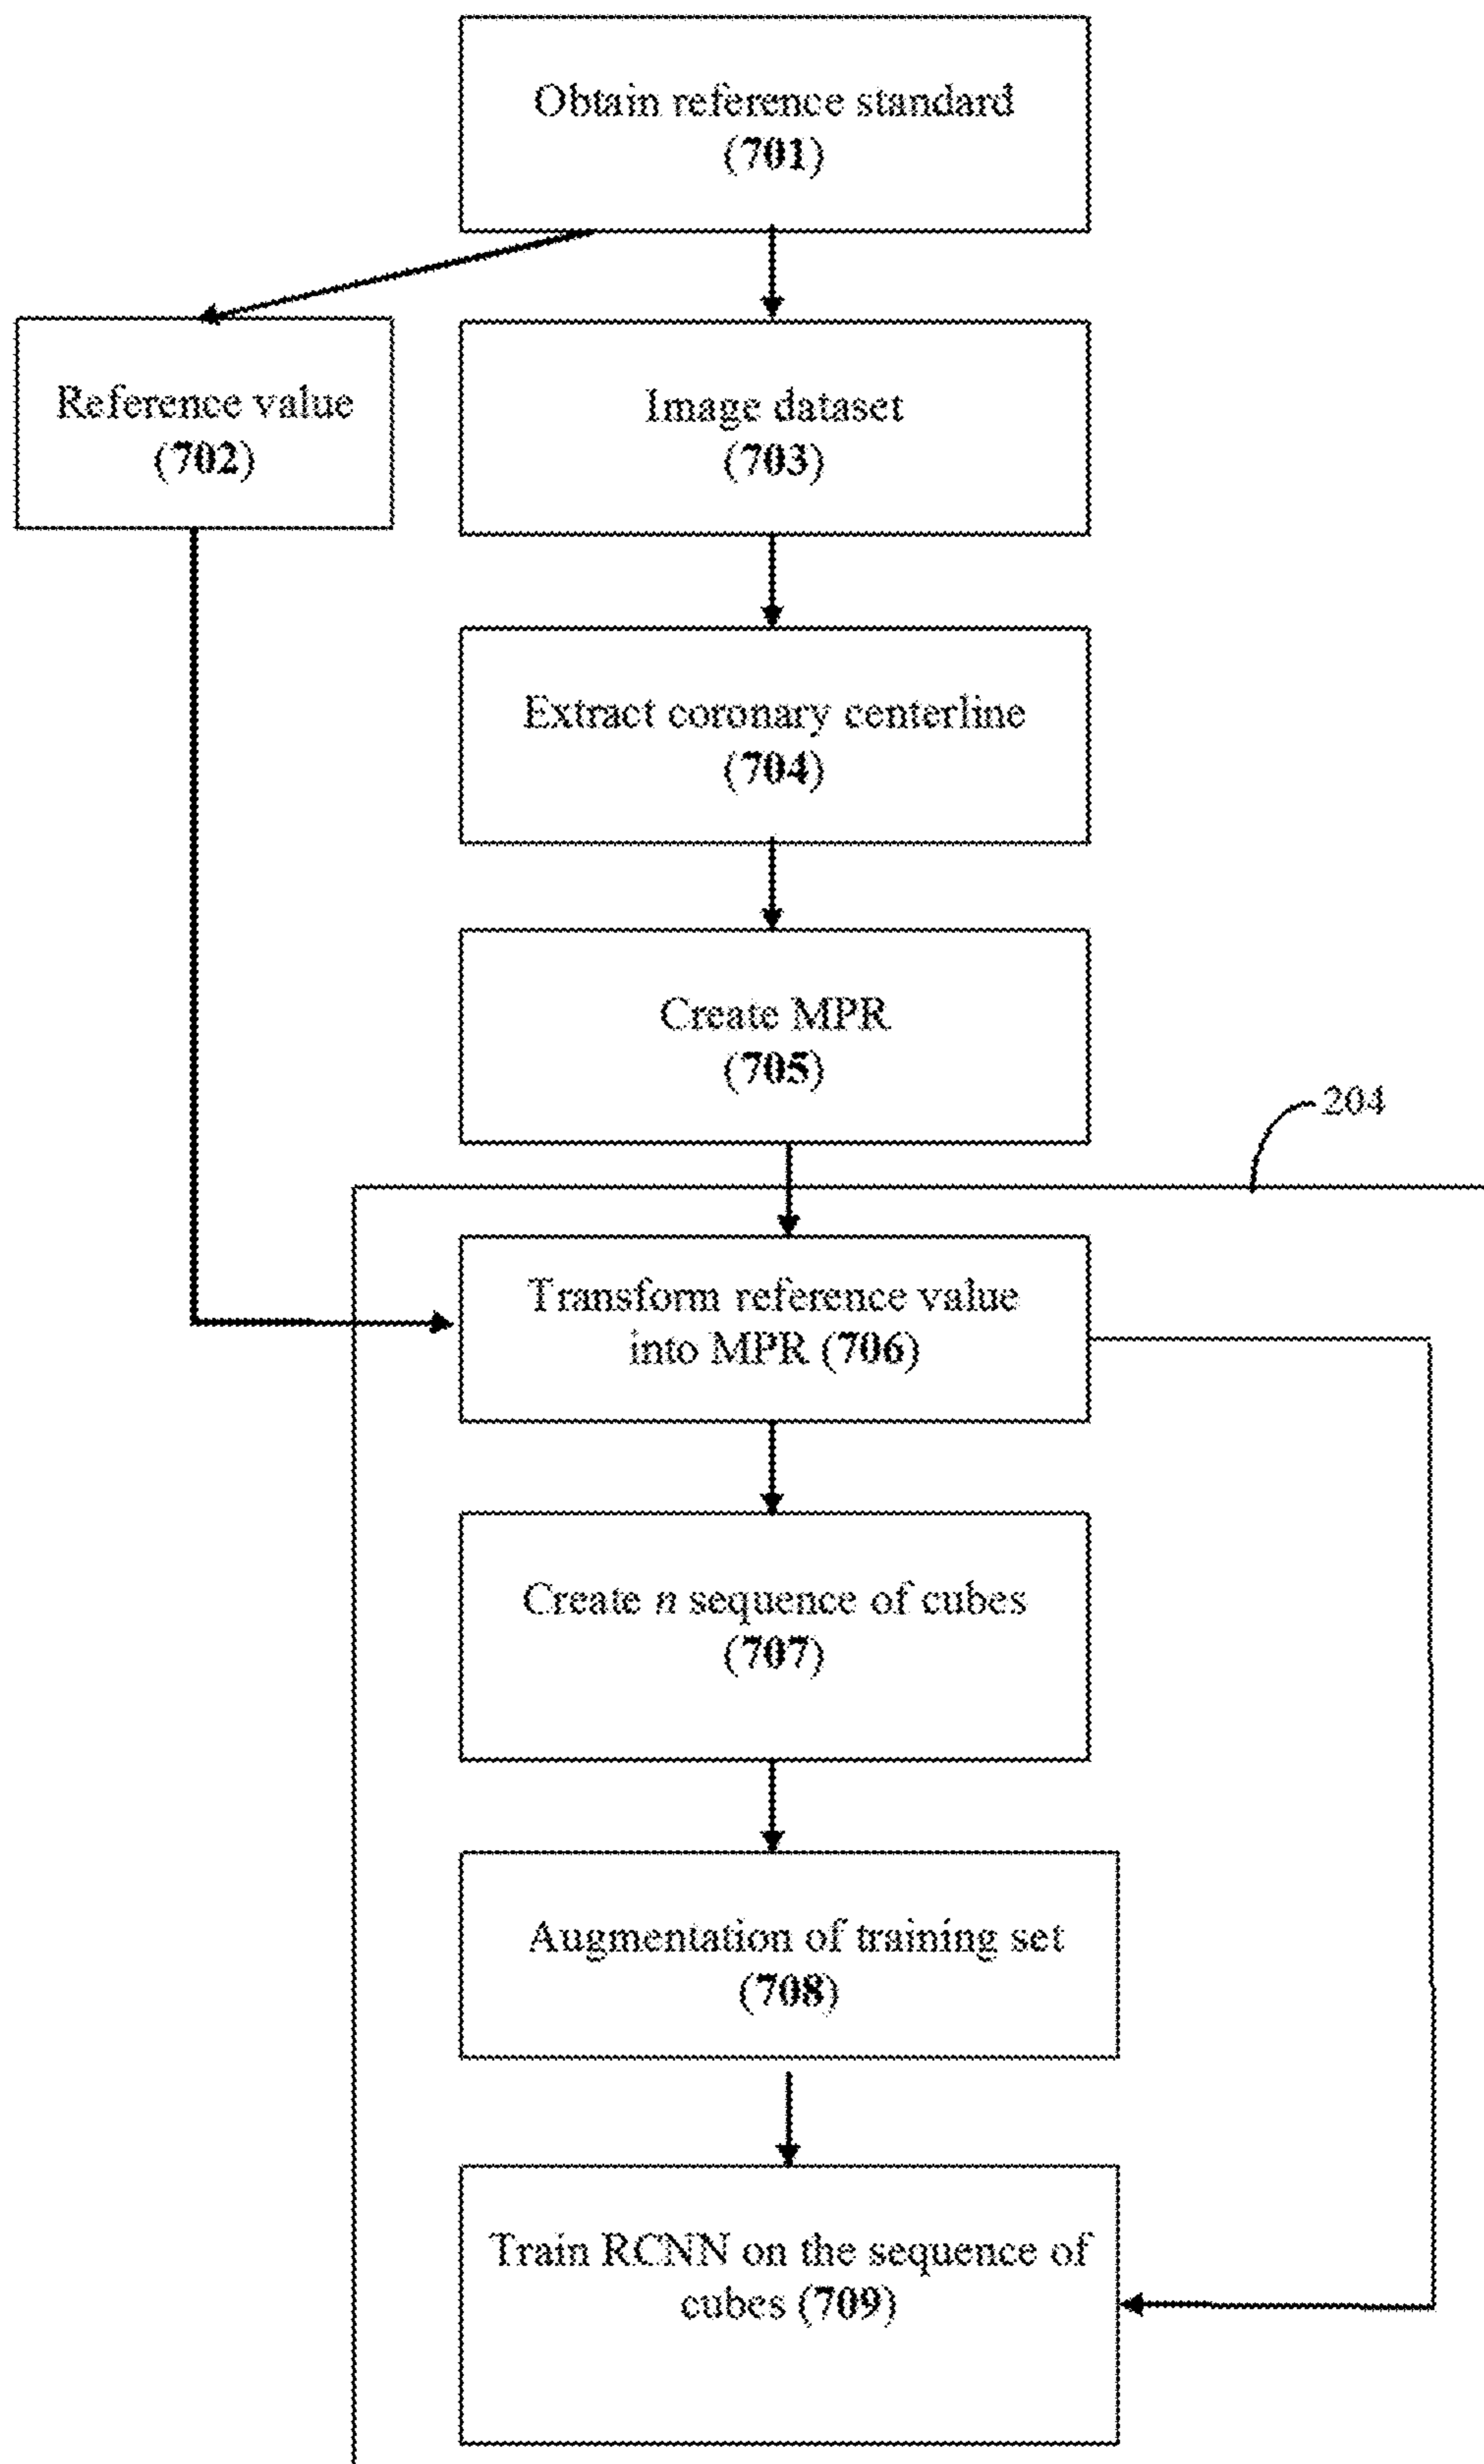 Obtain reference standard
(701)
Reference value
(702)
Image dataset
(703)
Extract coronary centerline
(704)
Create MPR
(705)
204
Transform reference value
into MPR (706)
Create n sequence of cubes
(707)
Augmentation of training set
(708)
Train RCNN on the sequence of
cubes (709)